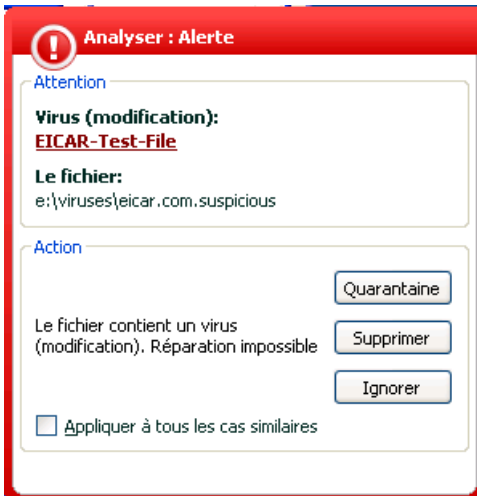 Analyser : Alerte
Attention
Virus (modification):
EICAR-Test-File
Le fichier:
e:\viruses\eicar.com.suspicious
Action
Quarantaine
Le fichier contient un virus
(modification). Réparation impossible
Supprimer
Ignorer
Appliquer à tous les cas similaires